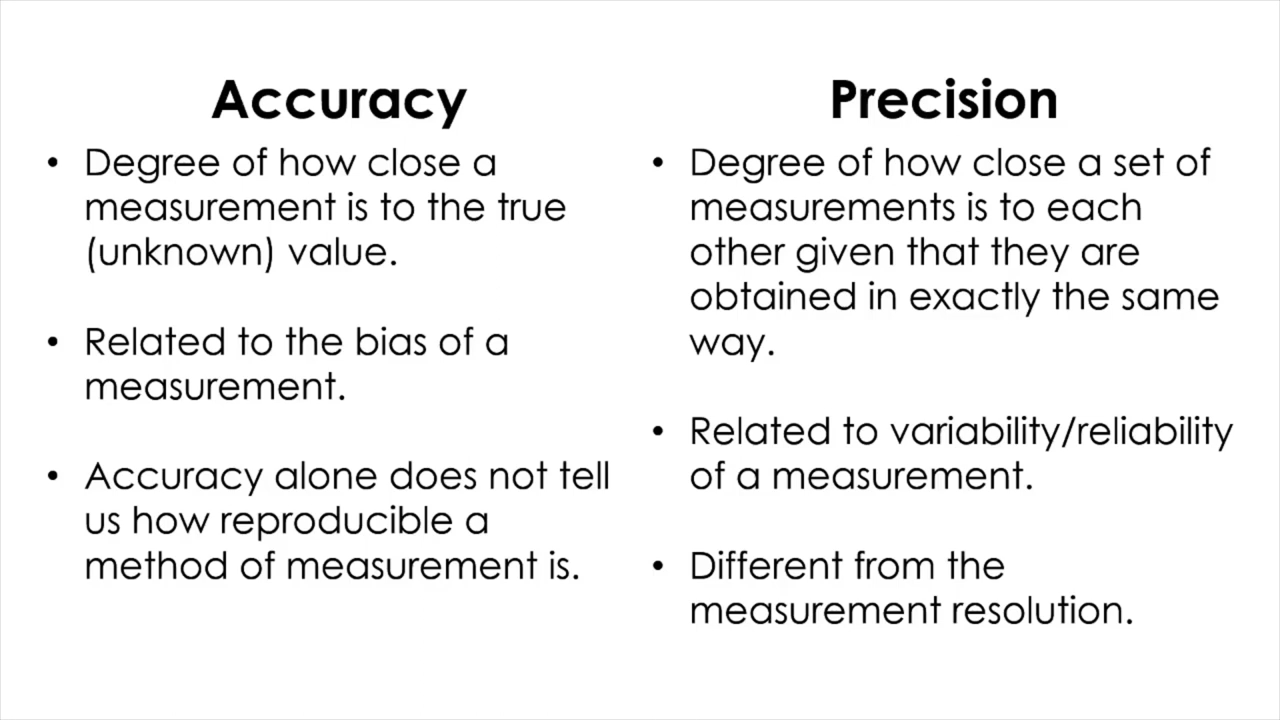 Accuracy
• Degree of how close a
measurement is to the true
(unknown) value.
• Related to the bias of a
measurement.
• Accuracy alone does not tell
us how reproducible a
method of measurement is.
Precision
• Degree of how close a set of
measurements is to each
other given that they are
obtained in exactly the same
way.
• Related to variability/reliability
of a measurement.
• Different from the
measurement resolution.